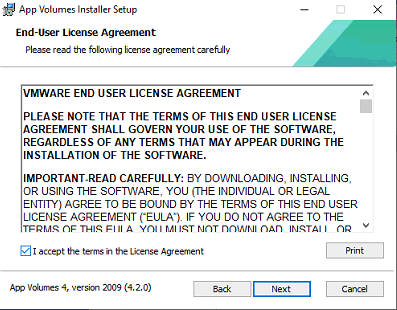 App Volumes Installer Setup
End-User License Agreement
Please read the following license agreement carefully
VMWARE END USER LICENSE AGREEMENT
PLEASE NOTE THAT THE TERMS OF THIS END USER LICENSE
AGREEMENT SHALL GOVERN YOUR USE OF THE SOFTWARE,
REGARDLESS OF ANY TERMS THAT MAY APPEAR DURING THE
INSTALLATION OF THE SOFTWARE.
IMPORTANT-READ CAREFULLY: BY DOWNLOADING, INSTALLING,
OR USING THE SOFTWARE, YOU (THE INDIVIDUAL OR LEGAL
ENTITY) AGREE TO BE BOUND BY THE TERMS OF THIS END USER
LICENSE AGREEMENT ("EULA"). IF YOU DO NOT AGREE TO THE
TERMS OF THIS EULA, YOU MUST NOT DOWNLOAD, INSTALL, OR
I accept the terms in the License Agreement
Print
App Volumes 4, version 2009 (4.2.0)
Back
Next
Cancel